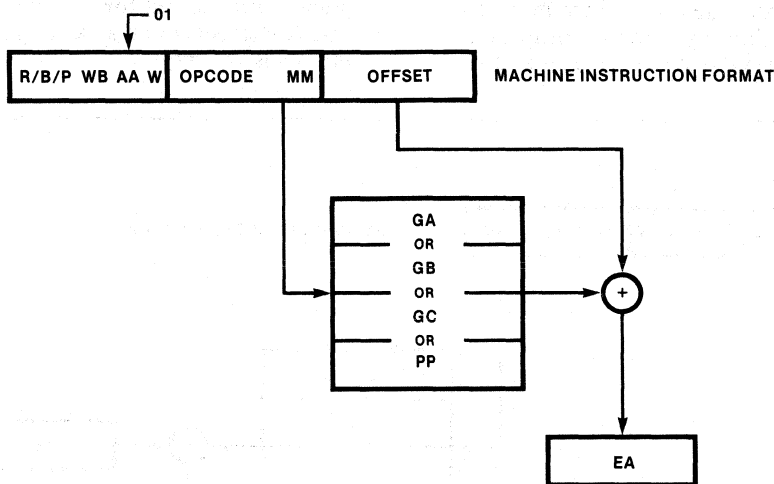 01
R/B/P WB AA W OPCODE MM OFFSET MACHINE INSTRUCTION FORMAT
GA
OR
GB
OR
GC
OR
PP
+
EA